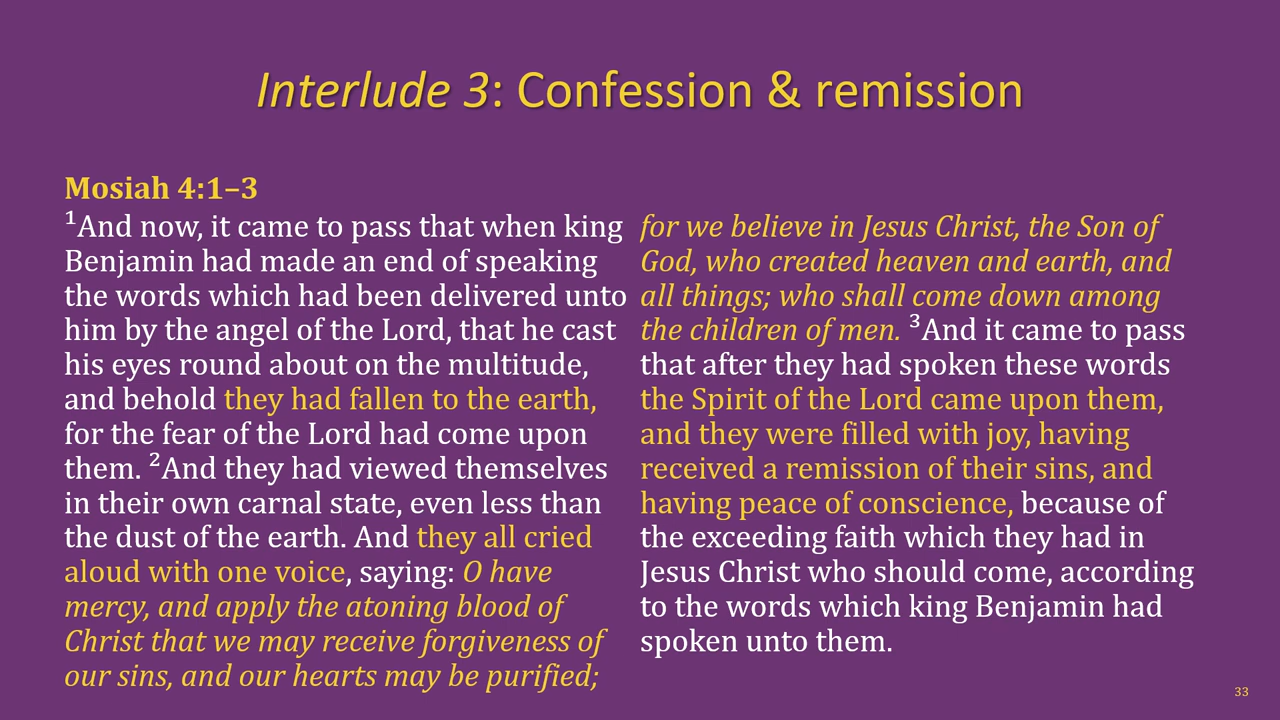 Interlude 3: Confession & remission
Mosiah 4:1–3
¹And now, it came to pass that when king
Benjamin had made an end of speaking
the words which had been delivered unto
him by the angel of the Lord, that he cast
his eyes round about on the multitude,
and behold they had fallen to the earth,
for the fear of the Lord had come upon
them. ²And they had viewed themselves
in their own carnal state, even less than
the dust of the earth. And they all cried
aloud with one voice, saying: O have
mercy, and apply the atoning blood of
Christ that we may receive forgiveness of
our sins, and our hearts may be purified;
for we believe in Jesus Christ, the Son of
God, who created heaven and earth, and
all things; who shall come down among
the children of men. ³And it came to pass
that after they had spoken these words
the Spirit of the Lord came upon them,
and they were filled with joy, having
received a remission of their sins, and
having peace of conscience, because of
the exceeding faith which they had in
Jesus Christ who should come, according
to the words which king Benjamin had
spoken unto them.
33